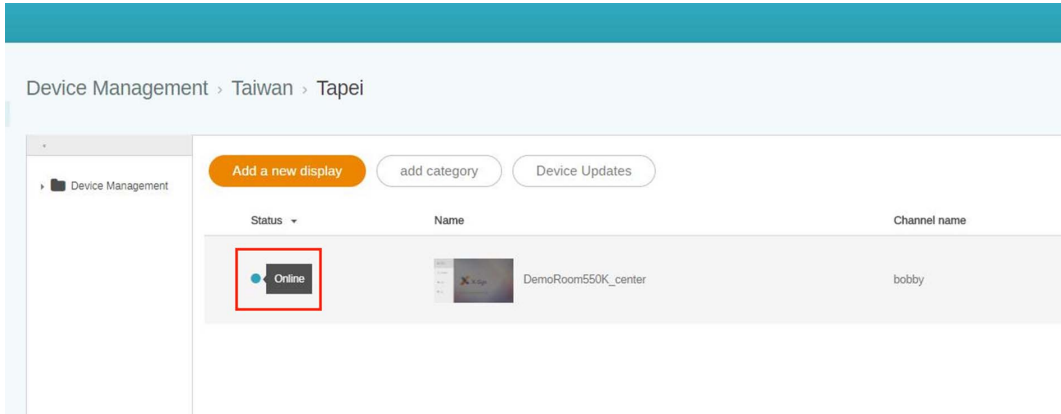 Device Management › Taiwan › Tapei
Device Management
Add a new display add category Device Updates
Status Name Channel name
Online DemoRoom550K_center bobby